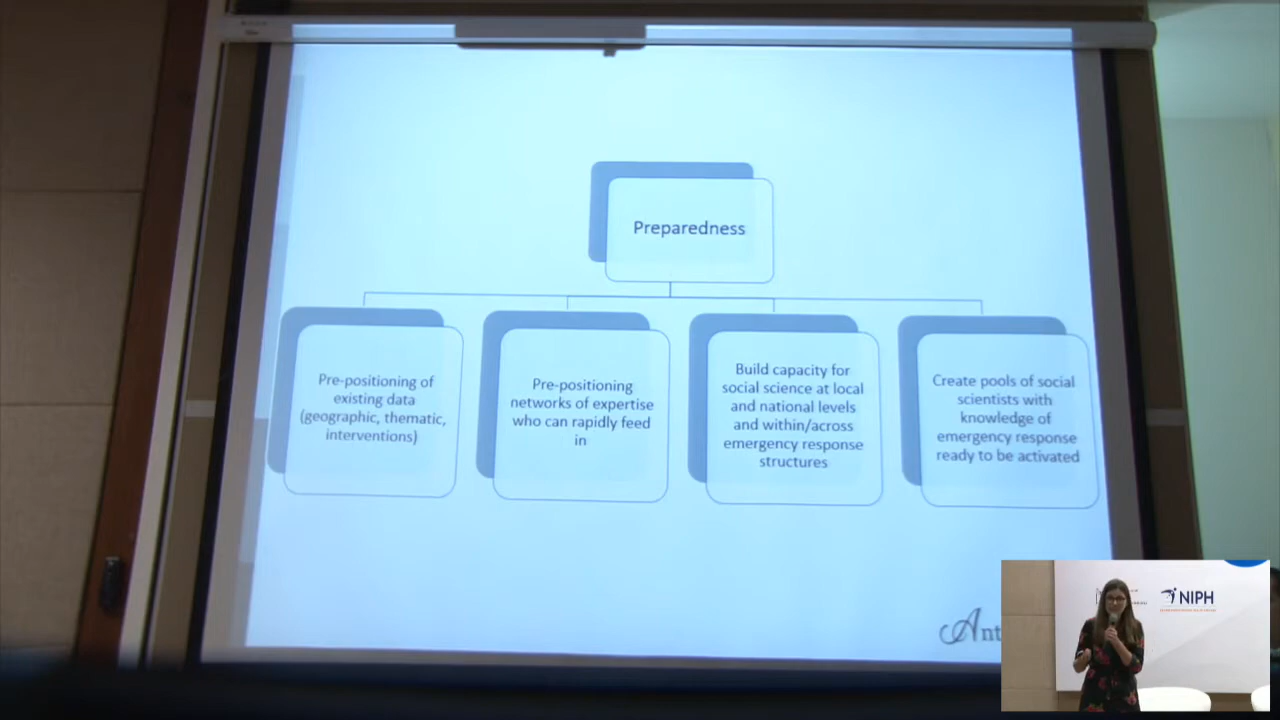 Preparedness
Pre-positioning of
existing data
(geographic, thematic,
interventions)
Pre-positioning
networks of expertise
who can rapidly feed
in
Build capacity for
social science at local
and national levels
and within/across
emergency response
structures
Create pools of social
scientists with
knowledge of
emergency response
ready to be activated
Ant
NIPH